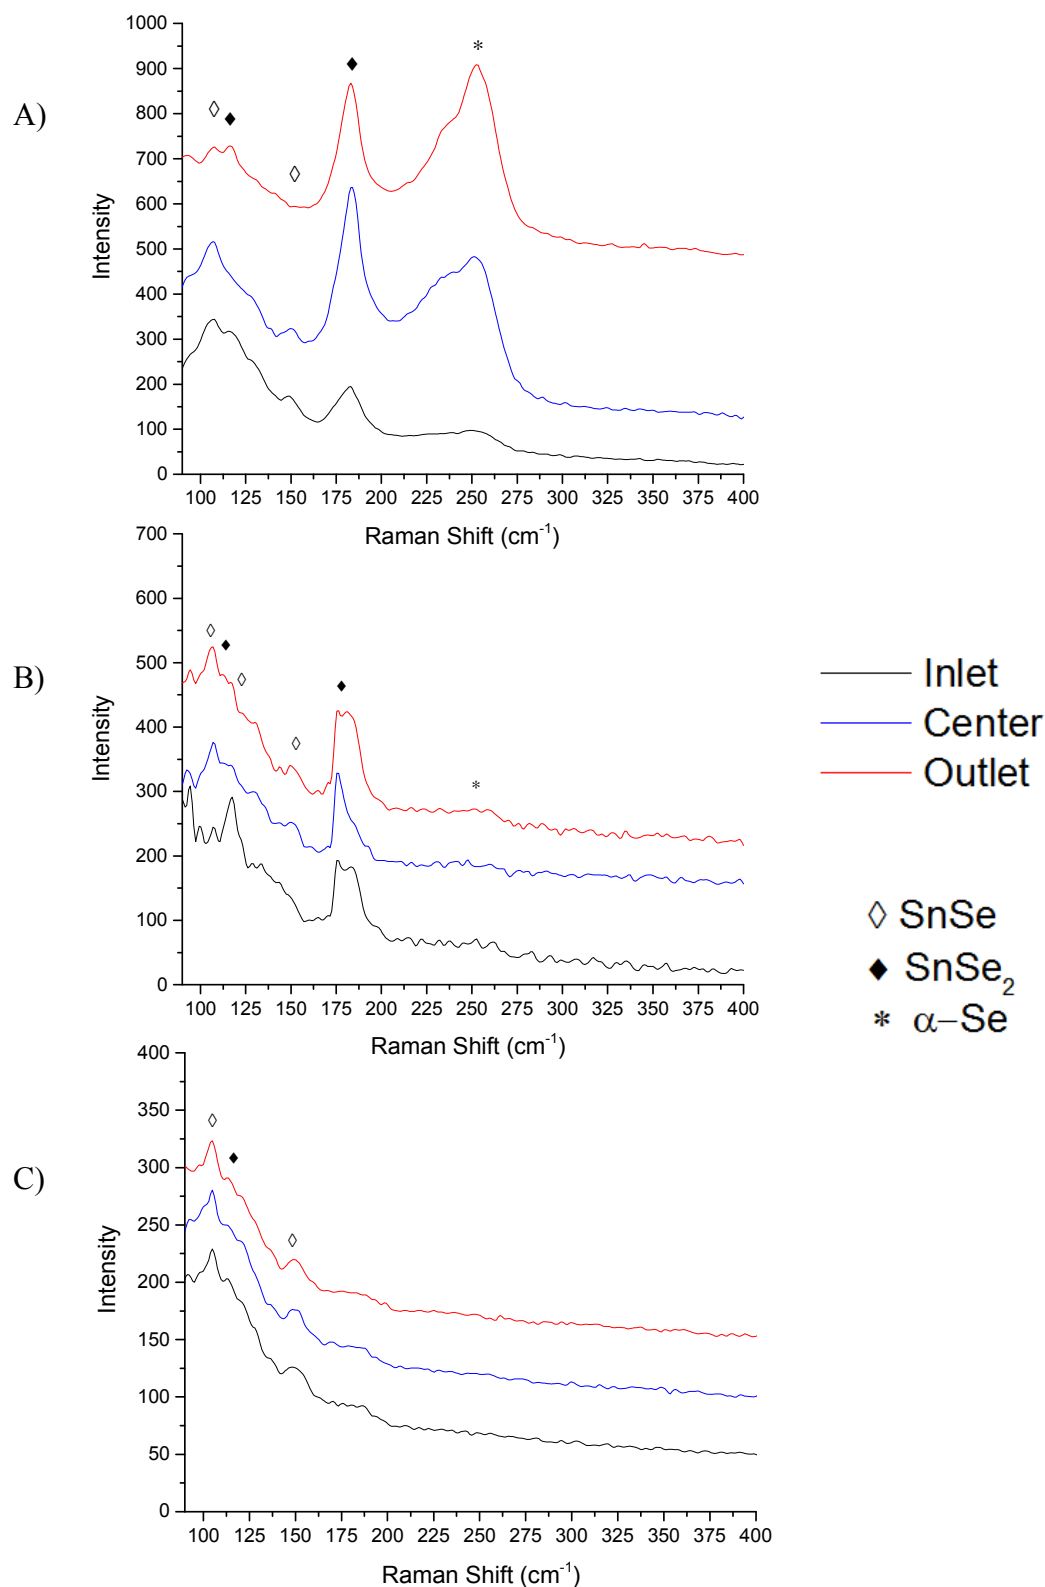 A)
1000
900
800
700
600
500
400
300
200
100
0
Intensity
100 125 150 175 200 225 250 275 300 325 350 375 400
Raman Shift (cm⁻¹)
*
B)
700
600
500
400
300
200
100
0
Intensity
100 125 150 175 200 225 250 275 300 325 350 375 400
Raman Shift (cm⁻¹)
*
Inlet
Center
Outlet
◊ SnSe
♦ SnSe₂
* α–Se
C)
400
350
300
250
200
150
100
50
0
Intensity
100 125 150 175 200 225 250 275 300 325 350 375 400
Raman Shift (cm⁻¹)